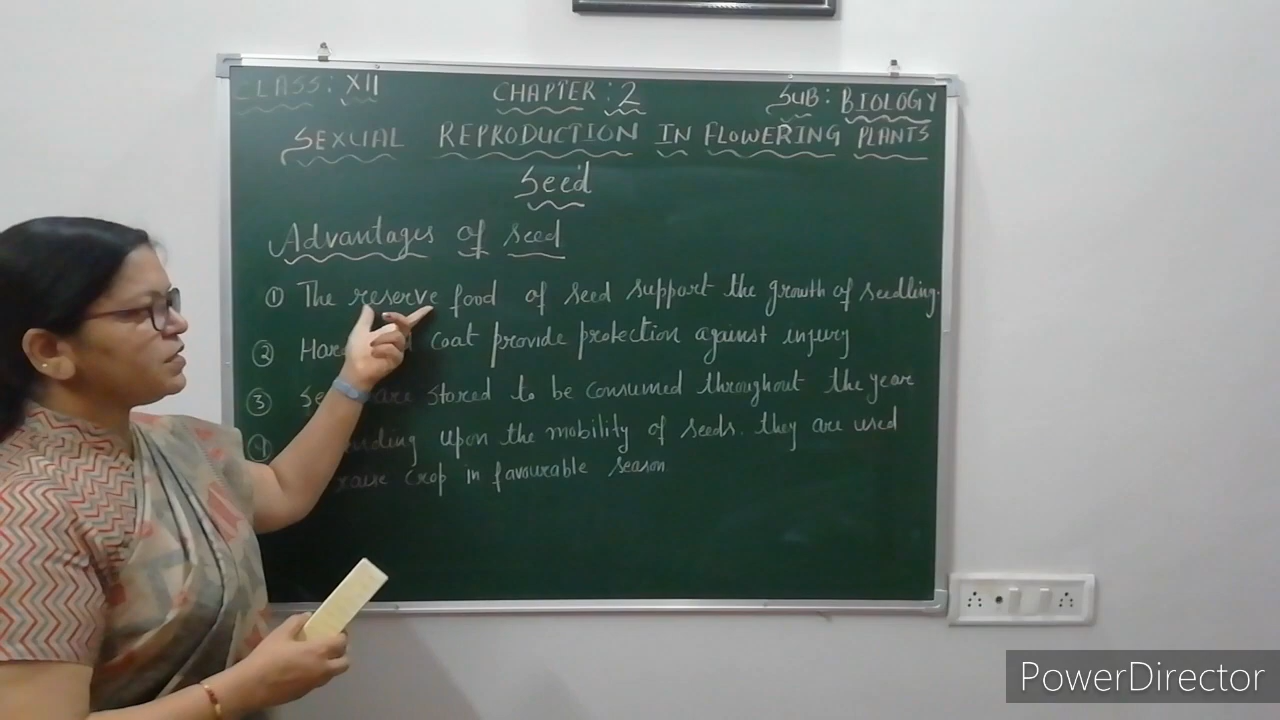 CLASS: XII CHAPTER: 2 SUB: BIOLOGY
SEXUAL REPRODUCTION IN FLOWERING PLANTS
Seed
Advantages of seed
① The reserve food of seed support the growth of seedling.
② coat provide protection against injury
③ are stored to be consumed throughout the year
④ upon the mobility of seeds. they are used
raise crop in favourable season
PowerDirector